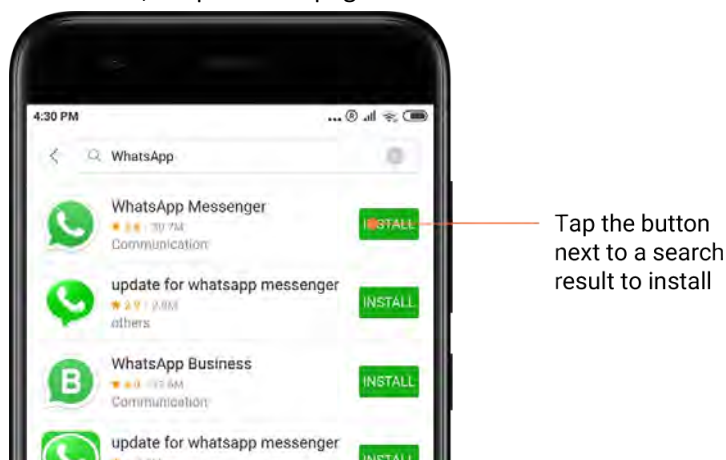 4:30 PM
WhatsApp
WhatsApp Messenger
INSTALL
Communication
Tap the button
next to a search
result to install
update for whatsapp messenger
INSTALL
others
WhatsApp Business
INSTALL
Communication
update for whatsapp messenger
INSTALL